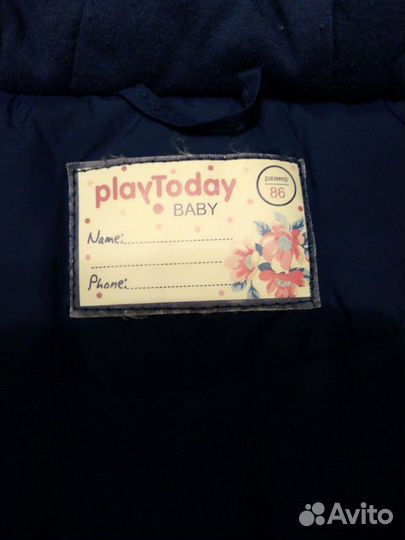 playToday
BABY
размер
86
Name:
Phone:
Avito